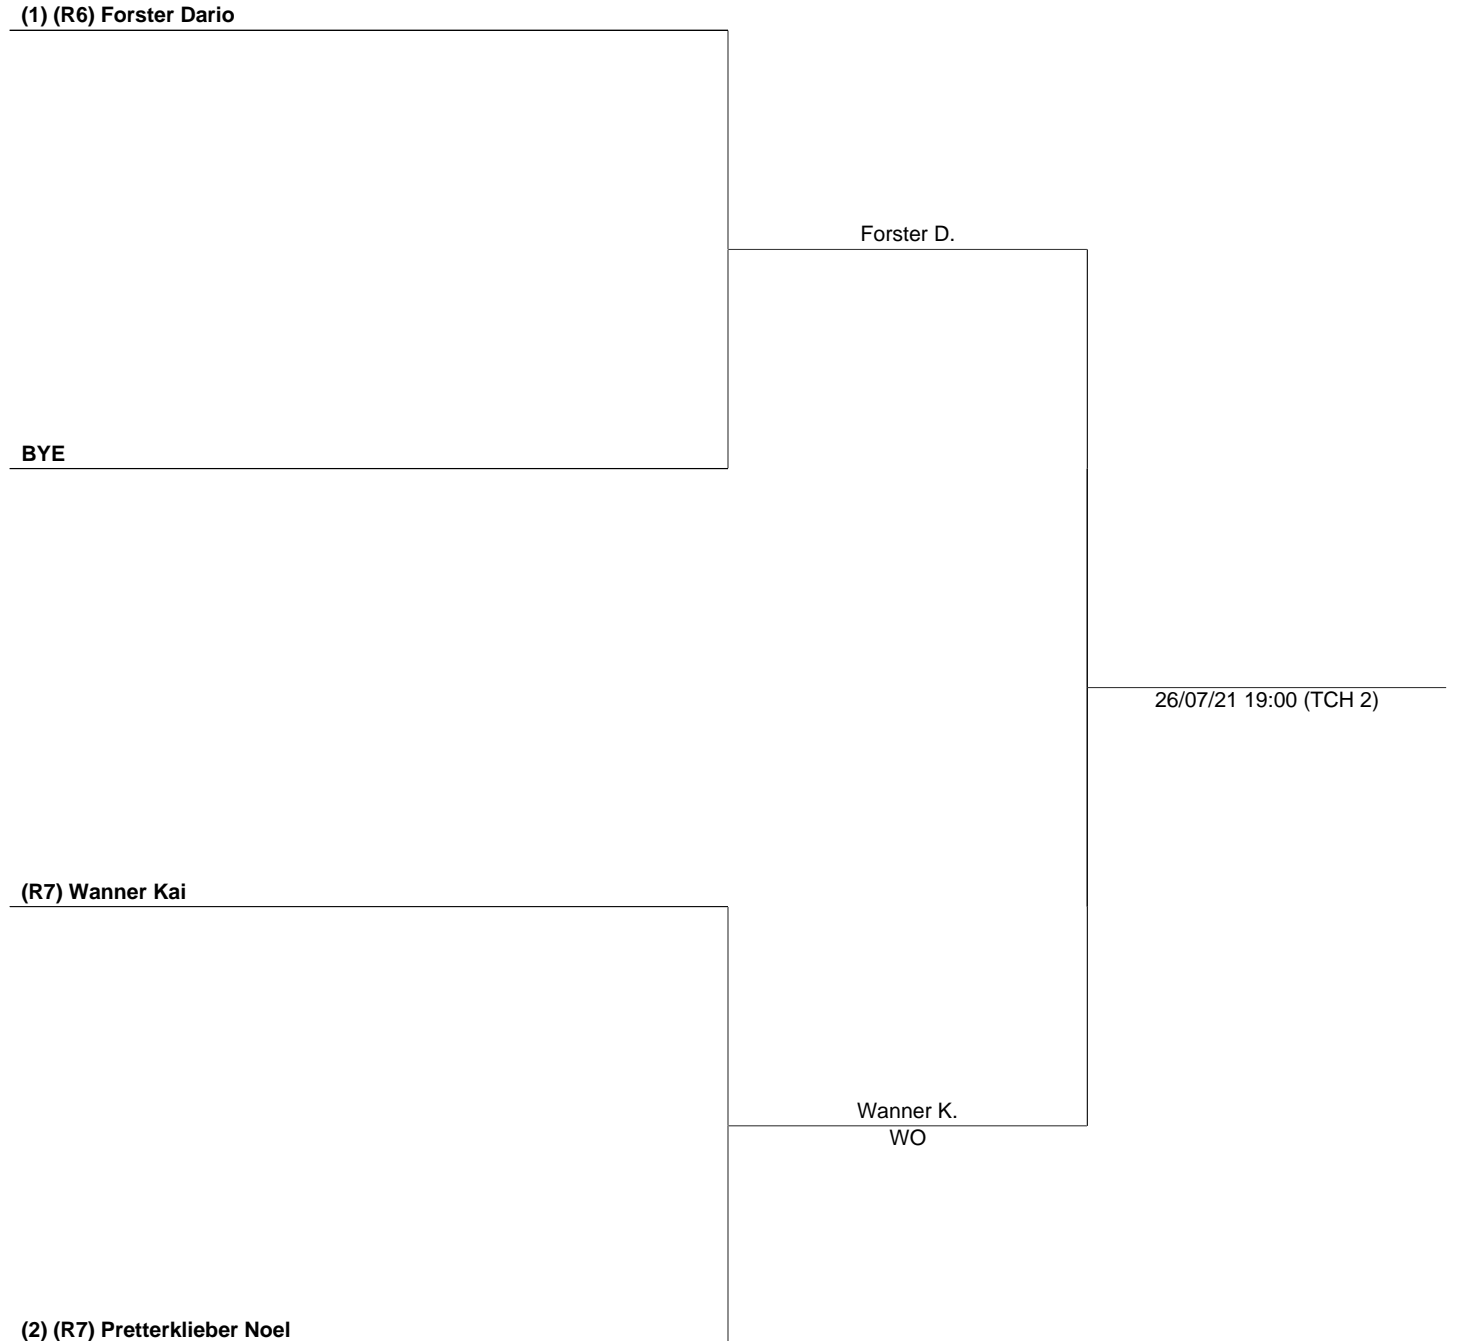 (1) (R6) Forster Dario
Forster D.
BYE
26/07/21 19:00 (TCH 2)
(R7) Wanner Kai
Wanner K.
WO
(2) (R7) Pretterklieber Noel